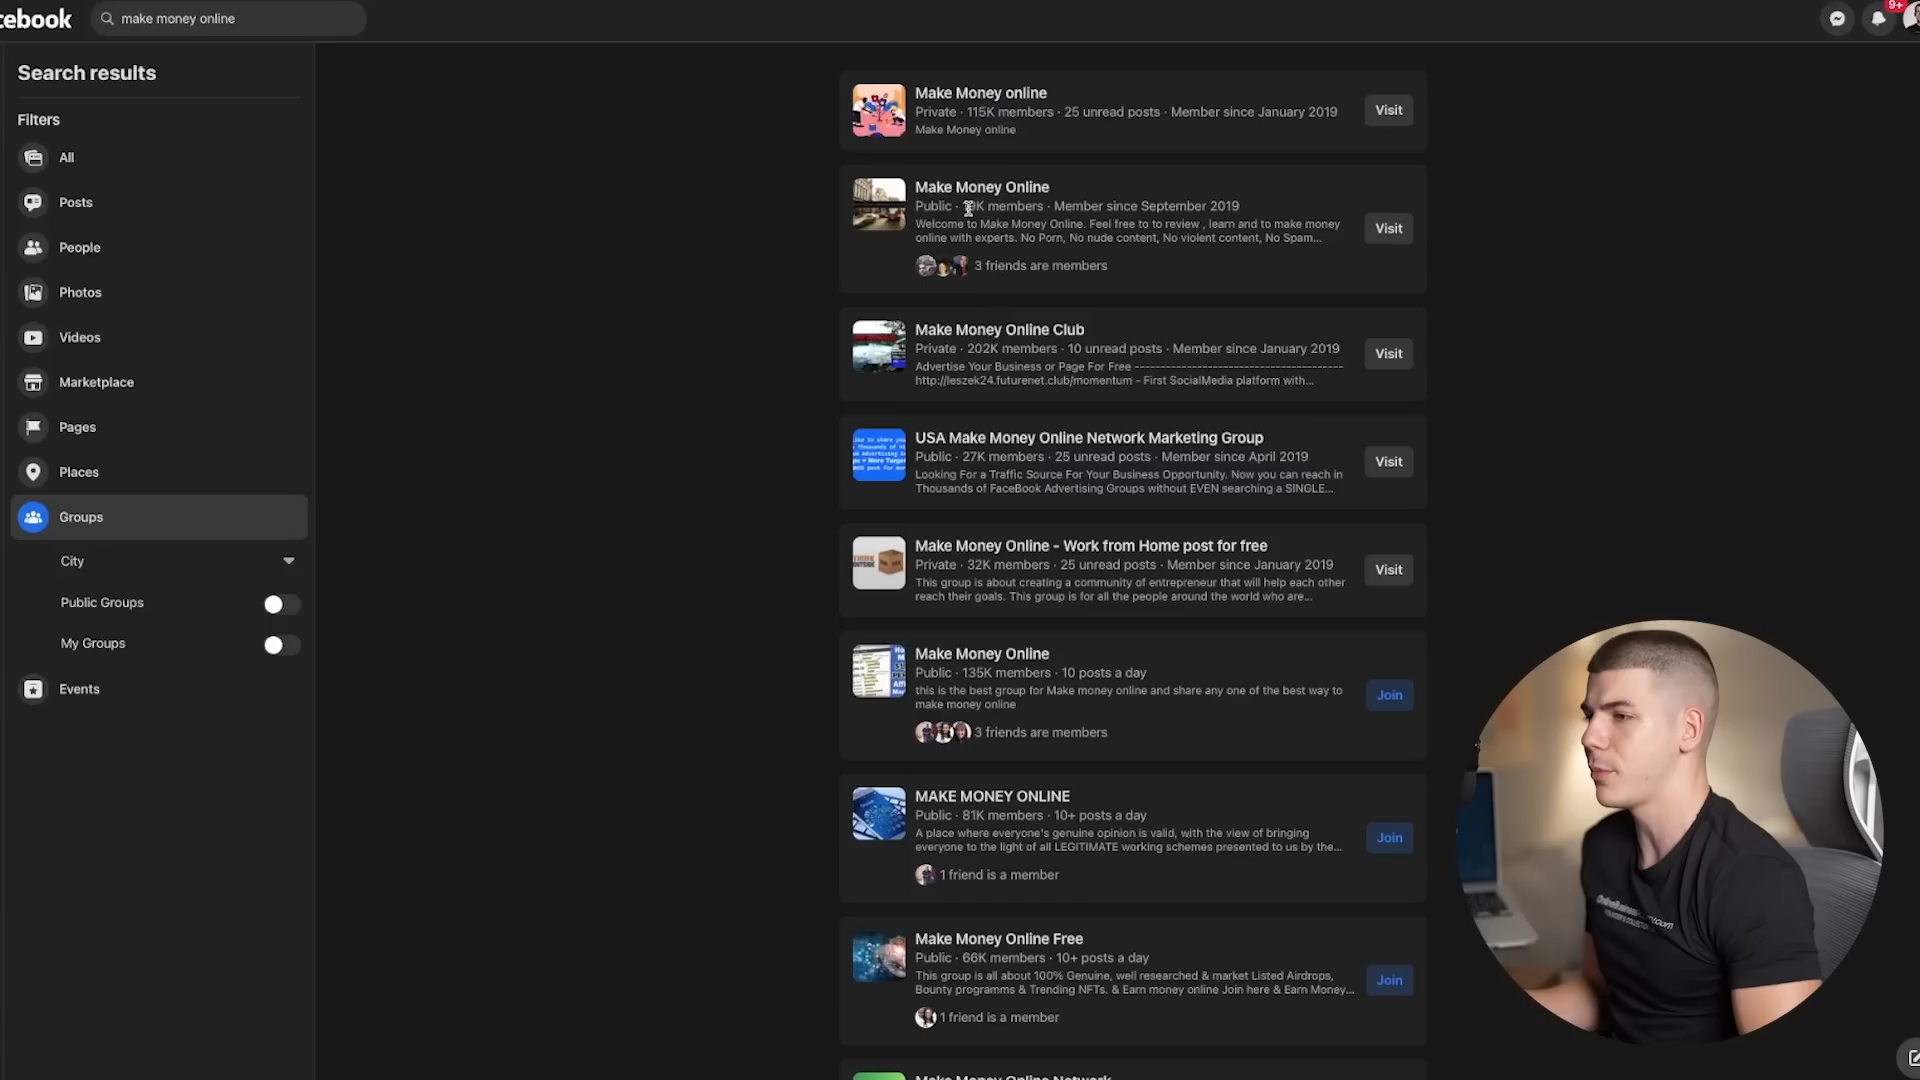 cebook
make money online
9+
Search results
Filters
All
Posts
People
Photos
Videos
Marketplace
Pages
Places
Groups
City
Public Groups
My Groups
Events
Make Money online
Private · 115K members · 25 unread posts · Member since January 2019
Make Money online
Visit
Make Money Online
Public · K members · Member since September 2019
Welcome to Make Money Online. Feel free to to review , learn and to make money
online with experts. No Porn, No nude content, No violent content, No Spam...
3 friends are members
Visit
Make Money Online Club
Private · 202K members · 10 unread posts · Member since January 2019
Advertise Your Business or Page For Free ---------------------------------------
http://leszek24.futurenet.club/momentum - First SocialMedia platform with...
Visit
USA Make Money Online Network Marketing Group
Public · 27K members · 25 unread posts · Member since April 2019
Looking For a Traffic Source For Your Business Opportunity. Now you can reach in
Thousands of FaceBook Advertising Groups without EVEN searching a SINGLE...
Visit
Make Money Online - Work from Home post for free
Private · 32K members · 25 unread posts · Member since January 2019
This group is about creating a community of entrepreneur that will help each other
reach their goals. This group is for all the people around the world who are...
Visit
Make Money Online
Public · 135K members · 10 posts a day
this is the best group for Make money online and share any one of the best way to
make money online
3 friends are members
Join
MAKE MONEY ONLINE
Public · 81K members · 10+ posts a day
A place where everyone's genuine opinion is valid, with the view of bringing
everyone to the light of all LEGITIMATE working schemes presented to us by the...
1 friend is a member
Join
Make Money Online Free
Public · 66K members · 10+ posts a day
This group is all about 100% Genuine, well researched & market Listed Airdrops,
Bounty programms & Trending NFTs. & Earn money online Join here & Earn Money...
1 friend is a member
Join
Make Money Online Network